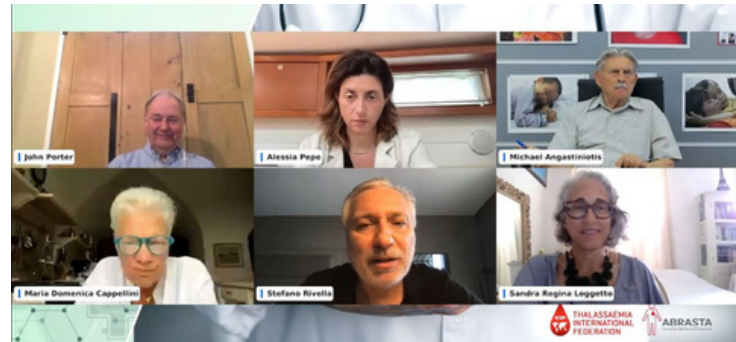 John Porter
Alessia Pepe
Michael Angastiniotis
Maria Domenica Cappellini
Stefano Rivella
Sandra Regina Loggetto
THALASSAEMIA
INTERNATIONAL
FEDERATION
ABRASTA